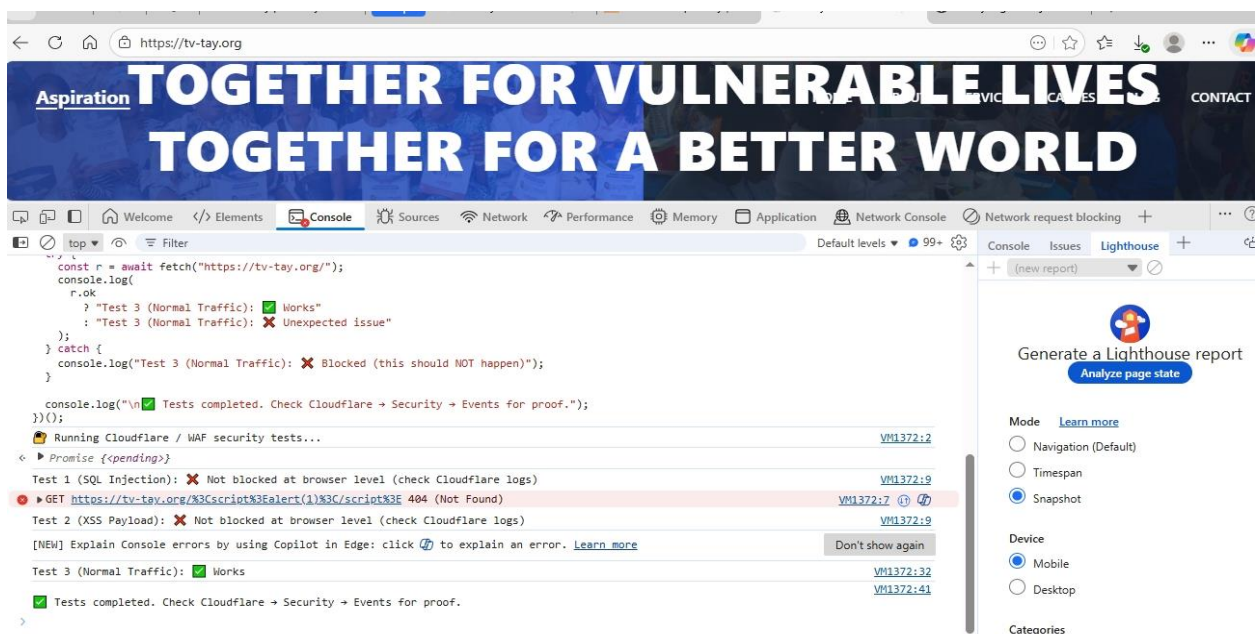 https://tv-tay.org
TOGETHER FOR VULNERABLE LIVES
Aspiration
CONTACT
TOGETHER FOR A BETTER WORLD
Welcome </> Elements Console Sources Network Performance Memory Application Network Console Network request blocking
top Filter Default levels 99+
Console Issues Lighthouse
(new report)
const r = await fetch("https://tv-tay.org/");
console.log(
r.ok
? "Test 3 (Normal Traffic): ✅ Works"
: "Test 3 (Normal Traffic): ❌ Unexpected issue"
);
} catch {
console.log("Test 3 (Normal Traffic): ❌ Blocked (this should NOT happen)");
}
console.log("\n✅ Tests completed. Check Cloudflare → Security → Events for proof.");
})();
Running Cloudflare / WAF security tests... VM1372:2
Promise {<pending>}
Test 1 (SQL Injection): ❌ Not blocked at browser level (check Cloudflare logs) VM1372:9
GET https://tv-tay.org/%3Cscript%3Ealert(1)%3C/script%3E 404 (Not Found) VM1372:7
Test 2 (XSS Payload): ❌ Not blocked at browser level (check Cloudflare logs) VM1372:9
[NEW] Explain Console errors by using Copilot in Edge: click to explain an error. Learn more Don't show again
Test 3 (Normal Traffic): ✅ Works VM1372:32
VM1372:41
✅ Tests completed. Check Cloudflare → Security → Events for proof.
Generate a Lighthouse report
Analyze page state
Mode Learn more
Navigation (Default)
Timespan
Snapshot
Device
Mobile
Desktop
Categories